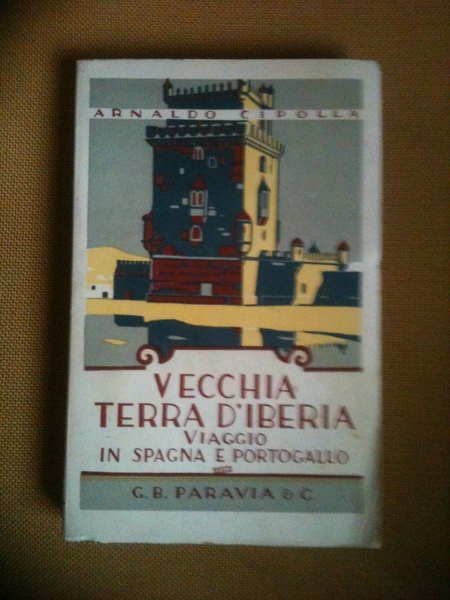 ARNALDO CIPOLLA
VECCHIA
TERRA D'IBERIA
VIAGGIO
IN SPAGNA E PORTOGALLO
G. B. PARAVIA & C.